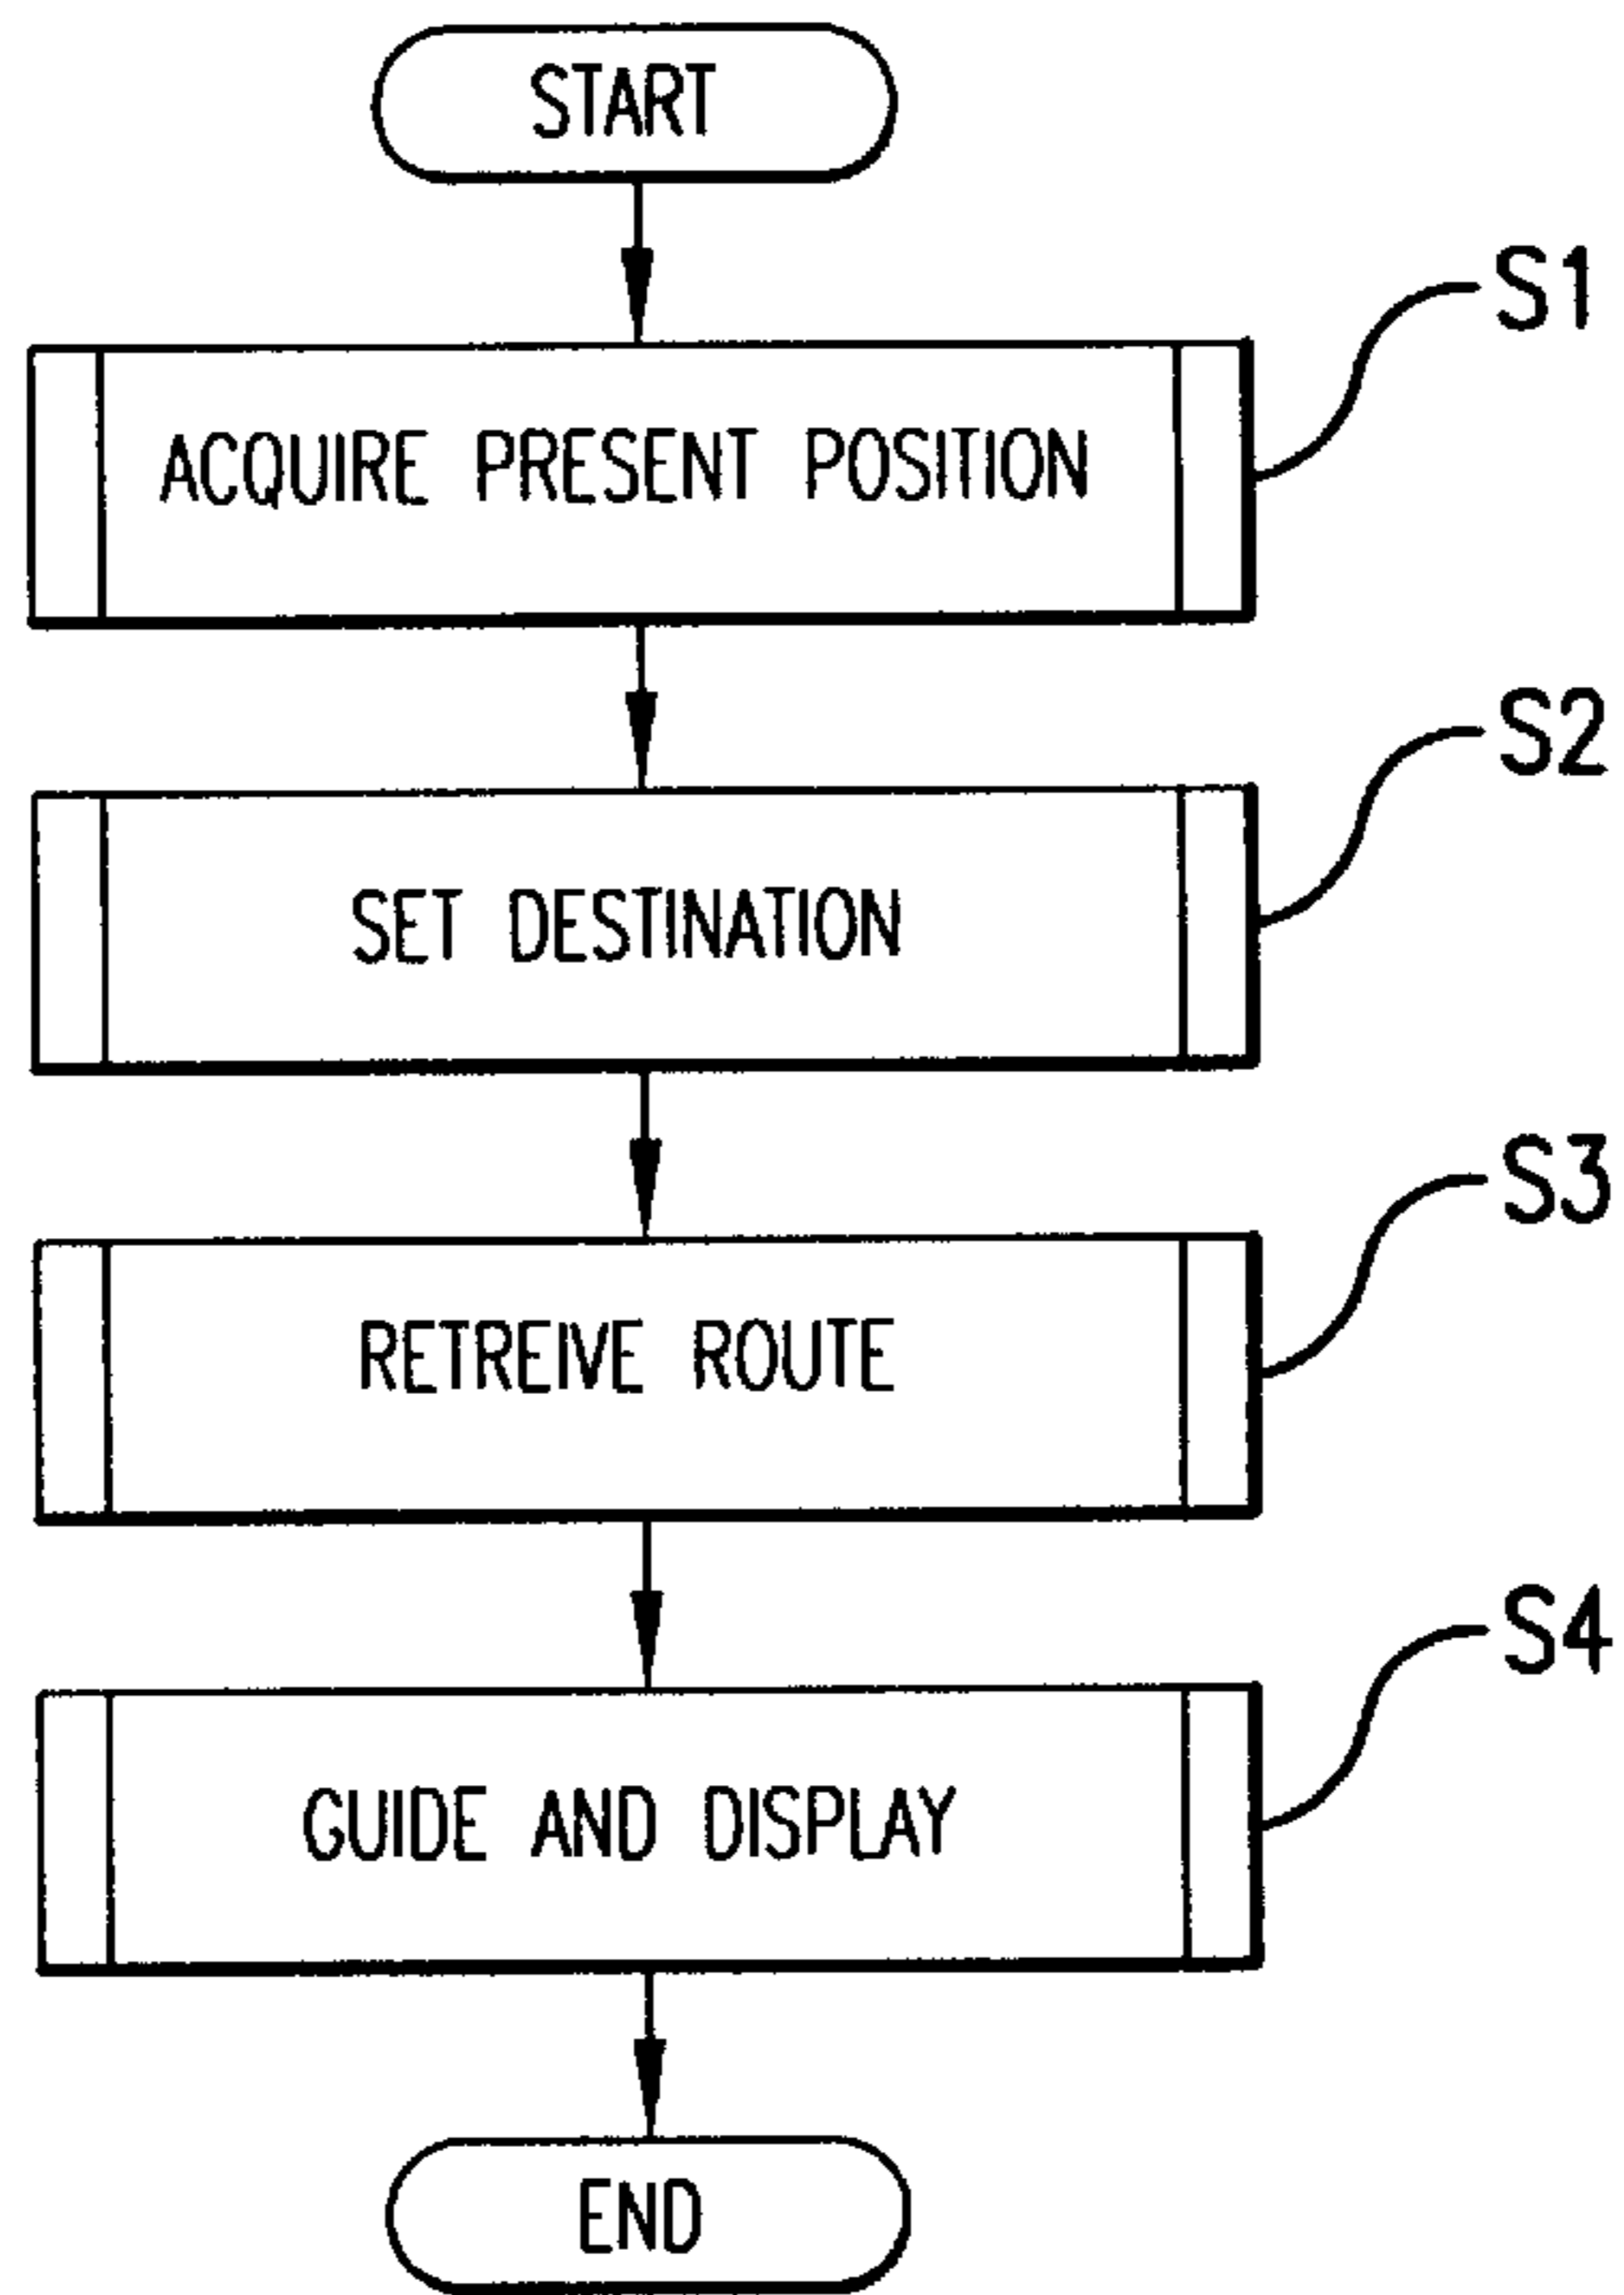 START
S1
ACQUIRE PRESENT POSITION
S2
SET DESTINATION
S3
RETREIVE ROUTE
S4
GUIDE AND DISPLAY
END